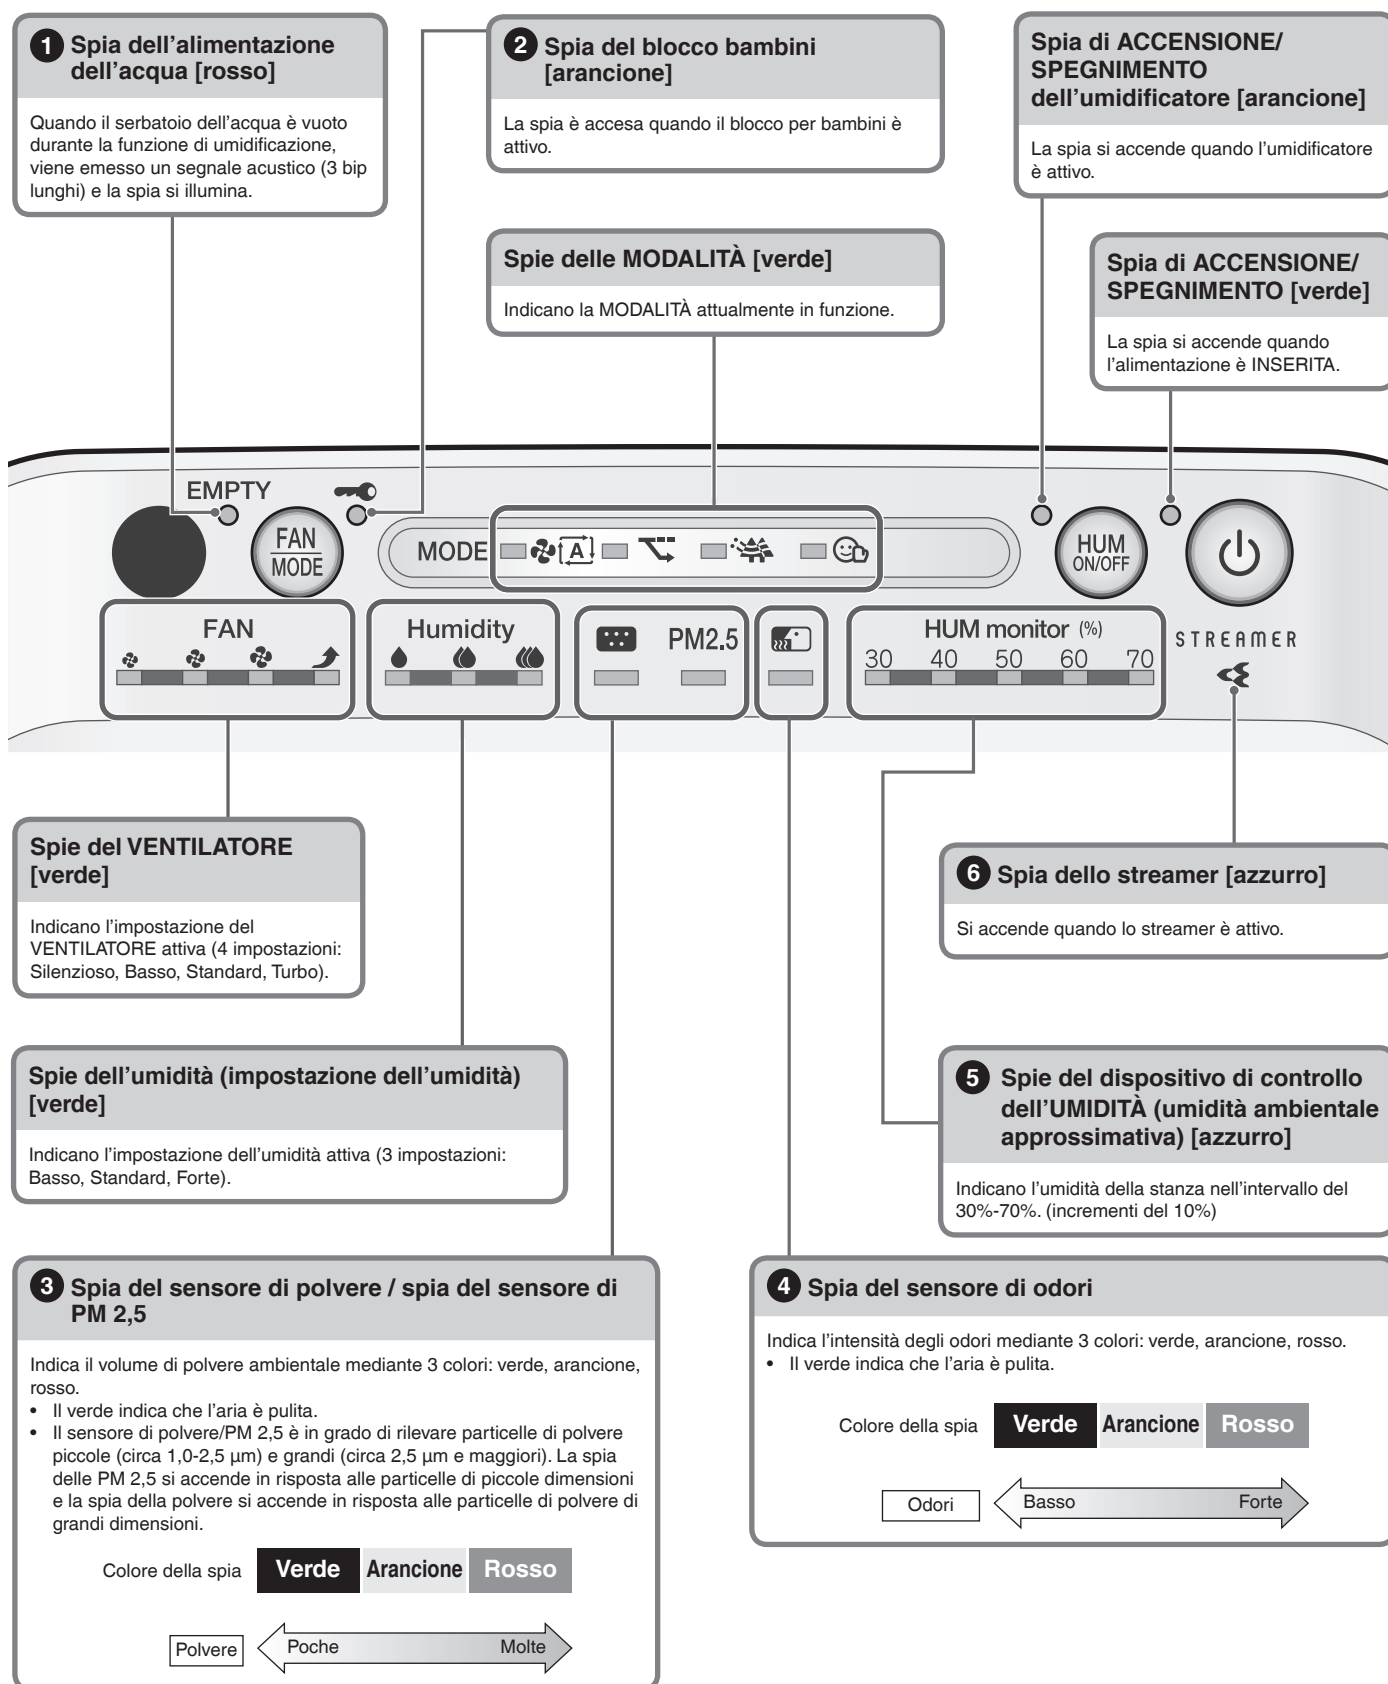 1 Spia dell'alimentazione
dell'acqua [rosso]
Quando il serbatoio dell'acqua è vuoto
durante la funzione di umidificazione,
viene emesso un segnale acustico (3 bip
lunghi) e la spia si illumina.
2 Spia del blocco bambini
[arancione]
La spia è accesa quando il blocco per bambini è
attivo.
Spia di ACCENSIONE/
SPEGNIMENTO
dell'umidificatore [arancione]
La spia si accende quando l'umidificatore
è attivo.
Spie delle MODALITÀ [verde]
Indicano la MODALITÀ attualmente in funzione.
Spia di ACCENSIONE/
SPEGNIMENTO [verde]
La spia si accende quando
l'alimentazione è INSERITA.
EMPTY
FAN
MODE
MODE
A
HUM
ON/OFF
FAN
Humidity
PM2.5
HUM monitor (%)
30 40 50 60 70
STREAMER
Spie del VENTILATORE
[verde]
Indicano l'impostazione del
VENTILATORE attiva (4 impostazioni:
Silenzioso, Basso, Standard, Turbo).
6 Spia dello streamer [azzurro]
Si accende quando lo streamer è attivo.
Spie dell'umidità (impostazione dell'umidità)
[verde]
Indicano l'impostazione dell'umidità attiva (3 impostazioni:
Basso, Standard, Forte).
5 Spie del dispositivo di controllo
dell'UMIDITÀ (umidità ambientale
approssimativa) [azzurro]
Indicano l'umidità della stanza nell'intervallo del
30%-70%. (incrementi del 10%)
3 Spia del sensore di polvere / spia del sensore di
PM 2,5
Indica il volume di polvere ambientale mediante 3 colori: verde, arancione,
rosso.
• Il verde indica che l'aria è pulita.
• Il sensore di polvere/PM 2,5 è in grado di rilevare particelle di polvere
piccole (circa 1,0-2,5 µm) e grandi (circa 2,5 µm e maggiori). La spia
delle PM 2,5 si accende in risposta alle particelle di piccole dimensioni
e la spia della polvere si accende in risposta alle particelle di polvere di
grandi dimensioni.
Colore della spia Verde Arancione Rosso
Polvere Poche Molte
4 Spia del sensore di odori
Indica l'intensità degli odori mediante 3 colori: verde, arancione, rosso.
• Il verde indica che l'aria è pulita.
Colore della spia Verde Arancione Rosso
Odori Basso Forte